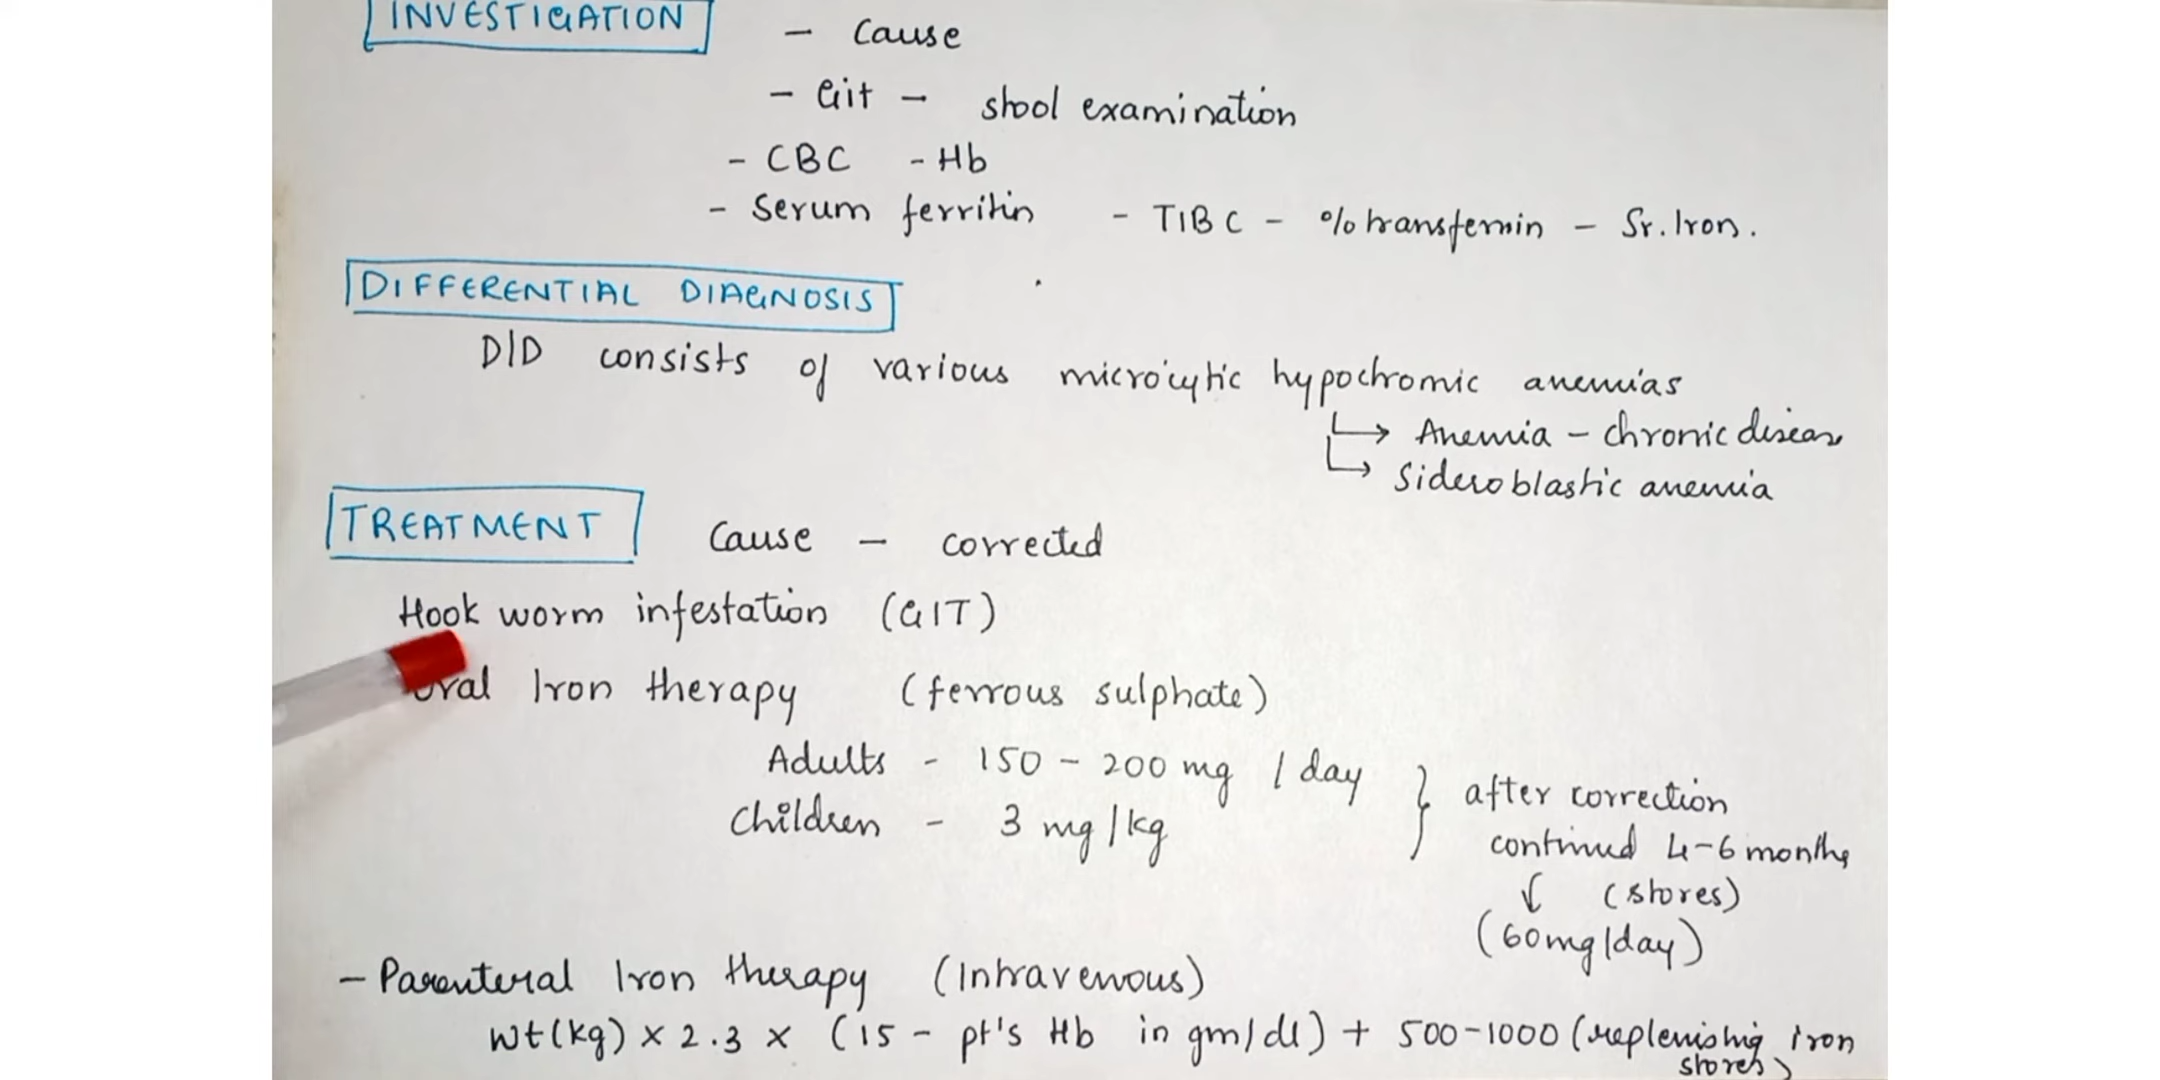 INVESTIGATION - Cause
- Git - stool examination
- CBC - Hb
- Serum ferritin - TIBC - % transferrin - Sr. Iron.
DIFFERENTIAL DIAGNOSIS
D/D consists of various microcytic hypochromic anemias
↳ Anemia - chronic disease
↳ Sideroblastic anemia
TREATMENT Cause - corrected
Hook worm infestation (GIT)
Oral Iron therapy (ferrous sulphate)
Adults - 150 - 200 mg / day
Children - 3 mg / kg
} after correction
continued 4-6 months
↓ (stores)
(60mg/day)
- Parenteral Iron therapy (Intravenous)
Wt (kg) x 2.3 x (15 - pt's Hb in gm/dl) + 500-1000 (replenishig iron
stores)